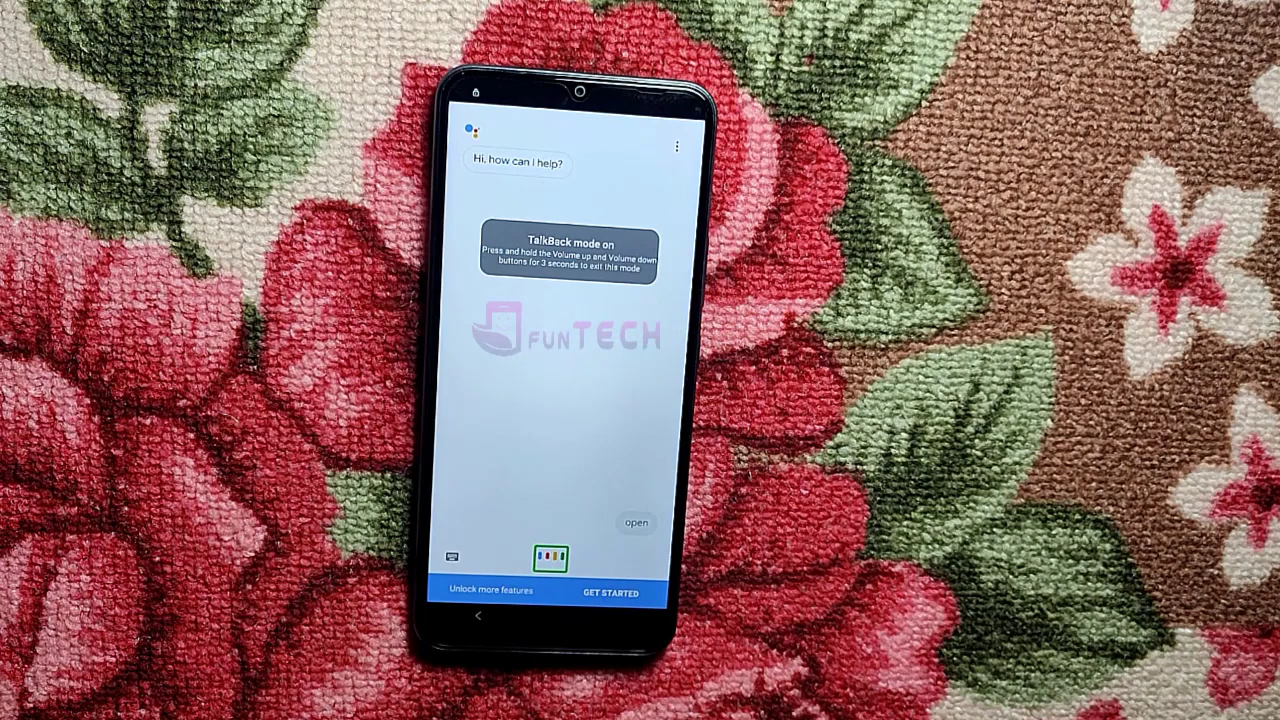 Hi, how can I help?
TalkBack mode on
Press and hold the Volume up and Volume down
buttons for 3 seconds to exit this mode
FUNTECH
open
Unlock more features
GET STARTED